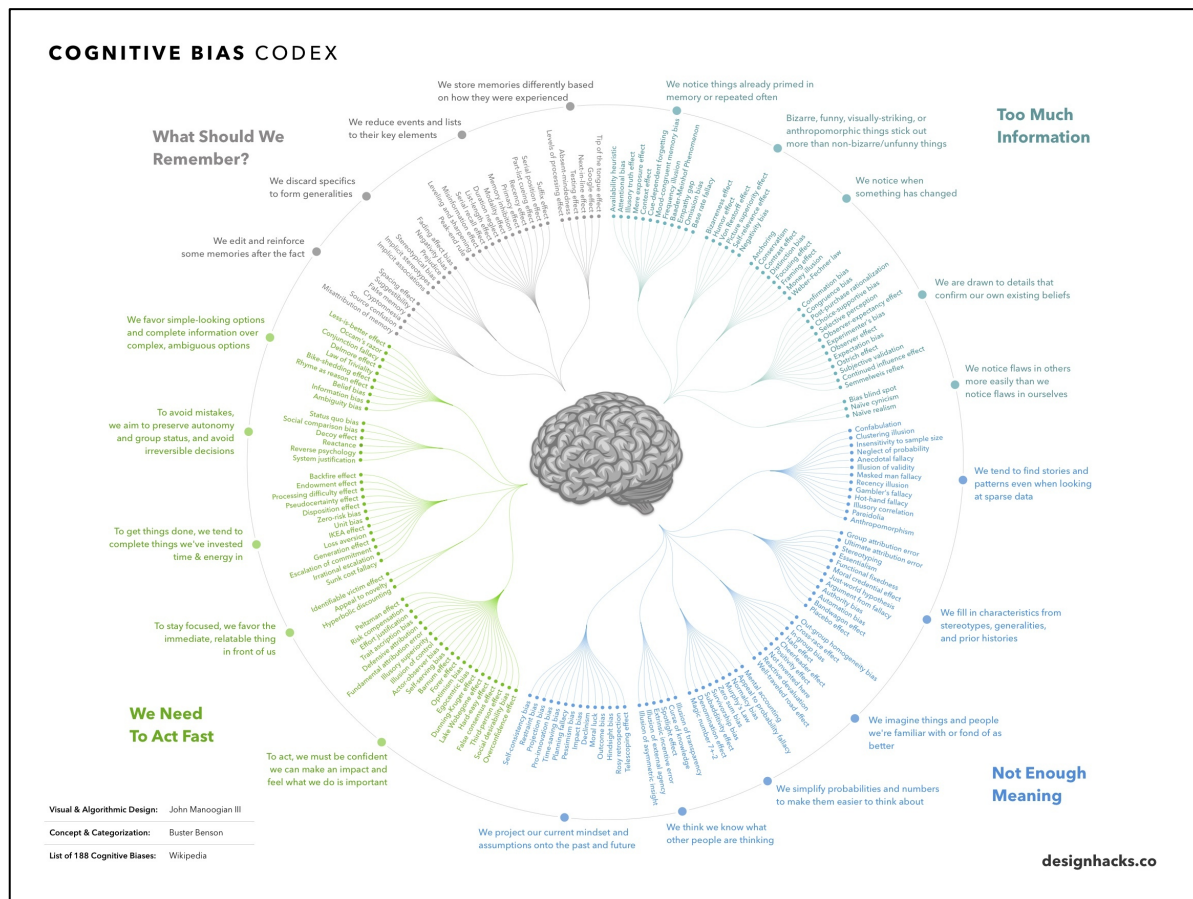 COGNITIVE BIAS CODEX
What Should We
Remember?
We store memories differently based
on how they were experienced
We reduce events and lists
to their key elements
We discard specifics
to form generalities
We edit and reinforce
some memories after the fact
Tip of the tongue effect
Google effect
Next-in-line effect
Testing effect
Absent-mindedness
Levels of processing effect
Suffix effect
Serial position effect
Part-list cueing effect
Recency effect
Primacy effect
Memory inhibition
Modality effect
Duration neglect
List-length effect
Serial recall effect
Misinformation effect
Leveling and sharpening
Peak-end rule
Fading affect bias
Negativity bias
Prejudice
Stereotypical bias
Implicit stereotypes
Implicit associations
Spacing effect
Suggestibility
False memory
Cryptomnesia
Source confusion
Misattribution of memory
Too Much
Information
We notice things already primed in
memory or repeated often
Bizarre, funny, visually-striking, or
anthropomorphic things stick out
more than non-bizarre/unfunny things
We notice when
something has changed
We are drawn to details that
confirm our own existing beliefs
We notice flaws in others
more easily than we
notice flaws in ourselves
Availability heuristic
Attentional bias
Illusory truth effect
Mere exposure effect
Context effect
Cue-dependent forgetting
Mood-congruent memory bias
Frequency illusion
Baader-Meinhof Phenomenon
Empathy gap
Omission bias
Base rate fallacy
Bizarreness effect
Humor effect
Von Restorff effect
Picture superiority effect
Self-relevance effect
Negativity bias
Anchoring
Conservatism
Contrast effect
Distinction bias
Focusing effect
Framing effect
Money illusion
Weber-Fechner law
Confirmation bias
Congruence bias
Post-purchase rationalization
Choice-supportive bias
Selective perception
Observer-expectancy effect
Experimenter's bias
Observer effect
Expectation bias
Ostrich effect
Subjective validation
Continued influence effect
Semmelweis reflex
Bias blind spot
Naïve cynicism
Naïve realism
We tend to find stories and
patterns even when looking
at sparse data
We fill in characteristics from
stereotypes, generalities,
and prior histories
We imagine things and people
we're familiar with or fond of as
better
We simplify probabilities and numbers
to make them easier to think about
We think we know what
other people are thinking
We project our current mindset and
assumptions onto the past and future
Not Enough
Meaning
Confabulation
Clustering illusion
Insensitivity to sample size
Neglect of probability
Anecdotal fallacy
Illusion of validity
Masked man fallacy
Recency illusion
Gambler's fallacy
Hot-hand fallacy
Illusory correlation
Pareidolia
Anthropomorphism
Group attribution error
Ultimate attribution error
Stereotyping
Essentialism
Functional fixedness
Moral credential effect
Just-world hypothesis
Argument from fallacy
Authority bias
Automation bias
Bandwagon effect
Placebo effect
Out-group homogeneity bias
Cross-race effect
In-group bias
Halo effect
Cheerleader effect
Positivity effect
Not invented here
Reactive devaluation
Well-traveled road effect
Mental accounting
Appeal to probability fallacy
Normalcy bias
Murphy's Law
Zero sum bias
Survivorship bias
Subadditivity effect
Denomination effect
Magic number 7+-2
Illusion of transparency
Curse of knowledge
Spotlight effect
Extrinsic incentive error
Illusion of external agency
Illusion of asymmetric insight
Telescoping effect
Rosy retrospection
Hindsight bias
Outcome bias
Moral luck
Declinism
Impact bias
Pessimism bias
Planning fallacy
Time-saving bias
Pro-innovation bias
Projection bias
Restraint bias
Self-consistency bias
We favor simple-looking options
and complete information over
complex, ambiguous options
To avoid mistakes,
we aim to preserve autonomy
and group status, and avoid
irreversible decisions
To get things done, we tend to
complete things we've invested
time & energy in
To stay focused, we favor the
immediate, relatable thing
in front of us
To act, we must be confident
we can make an impact and
feel what we do is important
We Need
To Act Fast
Less-is-better effect
Occam's razor
Conjunction fallacy
Delmore effect
Law of Triviality
Bike-shedding effect
Rhyme as reason effect
Belief bias
Information bias
Ambiguity bias
Status quo bias
Social comparison bias
Decoy effect
Reactance
Reverse psychology
System justification
Backfire effect
Endowment effect
Processing difficulty effect
Pseudocertainty effect
Disposition effect
Zero-risk bias
Unit bias
IKEA effect
Loss aversion
Generation effect
Escalation of commitment
Irrational escalation
Sunk cost fallacy
Identifiable victim effect
Appeal to novelty
Hyperbolic discounting
Peltzman effect
Risk compensation
Effort justification
Trait ascription bias
Defensive attribution
Fundamental attribution error
Illusory superiority
Illusion of control
Actor-observer bias
Self-serving bias
Barnum effect
Forer effect
Optimism bias
Egocentric bias
Dunning-Kruger effect
Lake Wobegone effect
Hard-easy effect
False consensus effect
Third-person effect
Social desirability bias
Overconfidence effect
Visual & Algorithmic Design: John Manoogian III
Concept & Categorization: Buster Benson
List of 188 Cognitive Biases: Wikipedia
designhacks.co